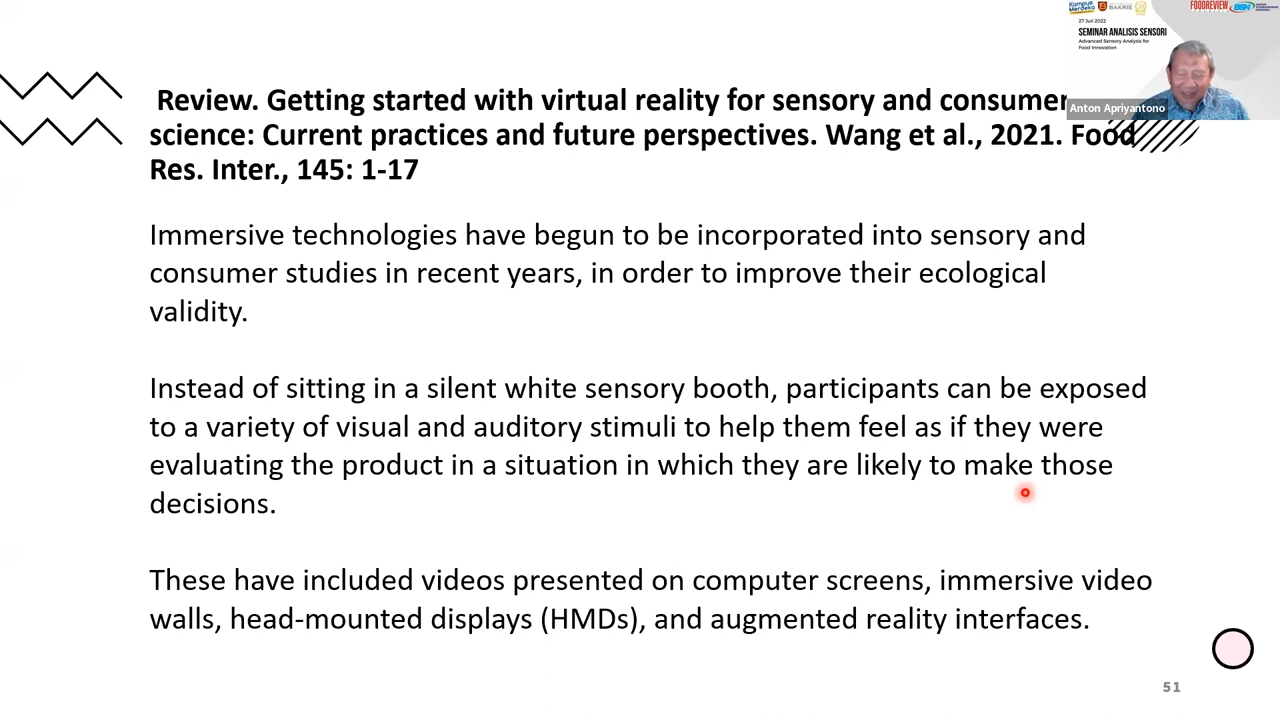 Kampus
Merdeka
BAKRIE
FOODREVIEW
BSN
27 Juli 2022
SEMINAR ANALISIS SENSORI
Advanced Sensory Analysis for
Food Innovation
Anton Apriyantono
Review. Getting started with virtual reality for sensory and consumer
science: Current practices and future perspectives. Wang et al., 2021. Food
Res. Inter., 145: 1-17
Immersive technologies have begun to be incorporated into sensory and
consumer studies in recent years, in order to improve their ecological
validity.
Instead of sitting in a silent white sensory booth, participants can be exposed
to a variety of visual and auditory stimuli to help them feel as if they were
evaluating the product in a situation in which they are likely to make those
decisions.
These have included videos presented on computer screens, immersive video
walls, head-mounted displays (HMDs), and augmented reality interfaces.
51